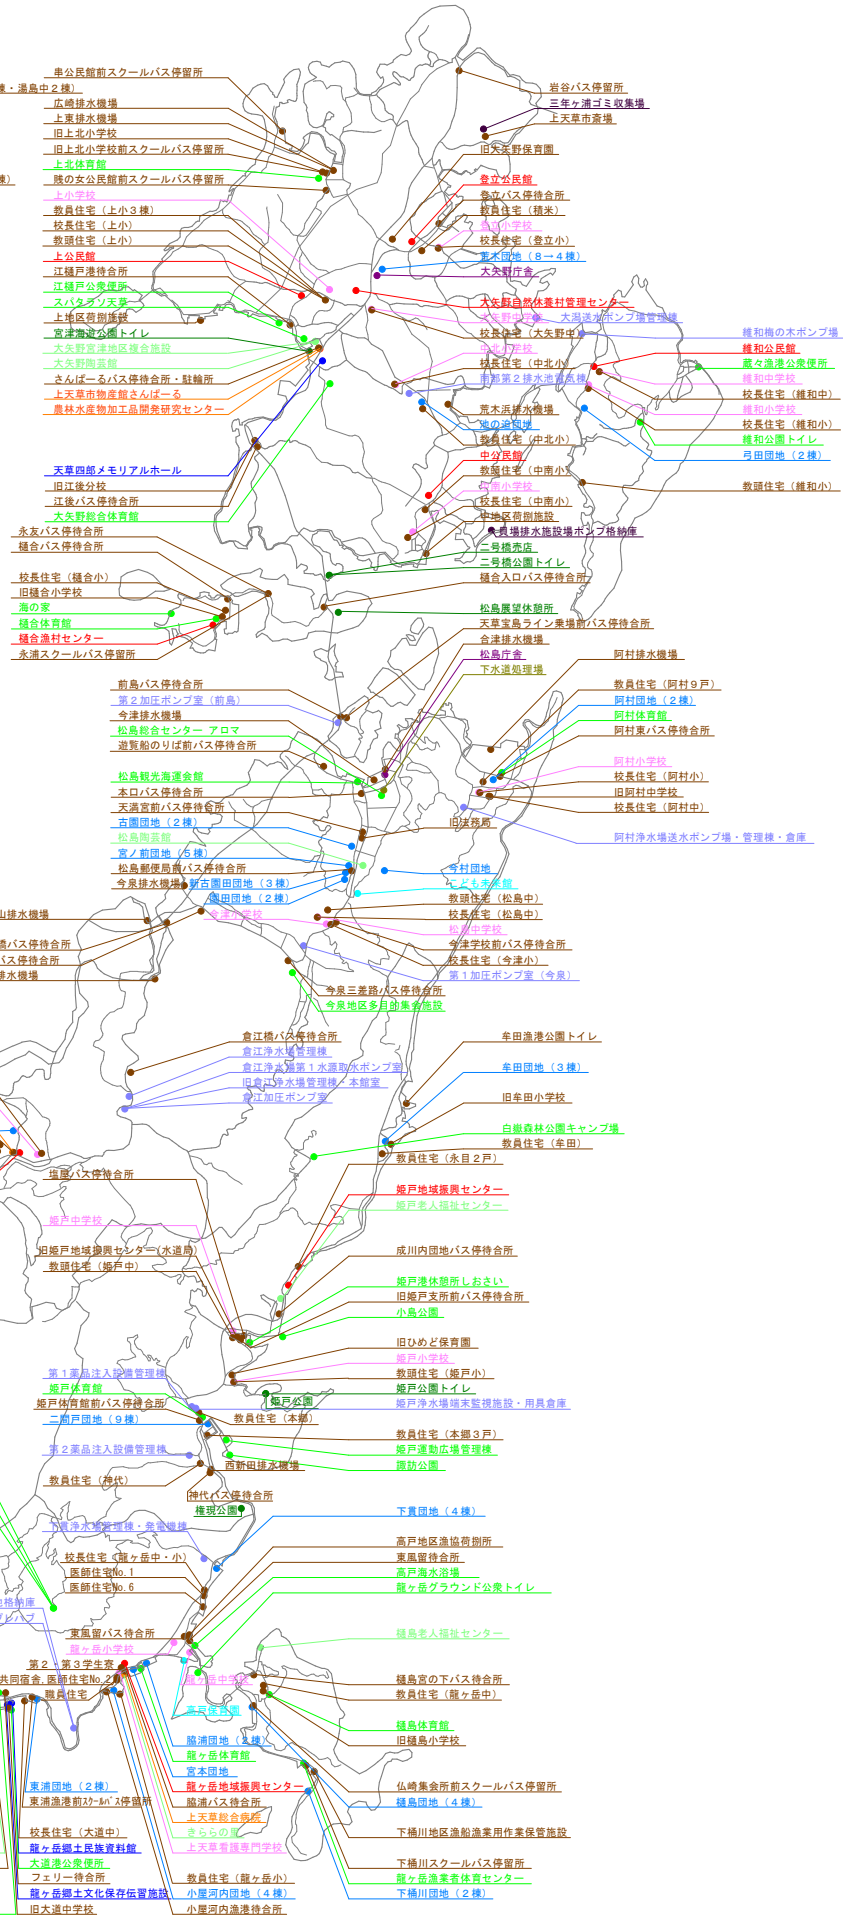 串公民館前スクールバス停留所
棟・湯島中２棟）
広崎排水機場
上東排水機場
旧上北小学校
旧上北小学校前スクールバス停留所
上北体育館
賎の女公民館前スクールバス停留所
上小学校
教員住宅（上小３棟）
校長住宅（上小）
教頭住宅（上小）
上公民館
江樋戸港待合所
江樋戸公衆便所
スパタラソ天草
上地区荷捌施設
宮津海遊公園トイレ
大矢野宮津地区複合施設
大矢野陶芸館
さんぱーるバス停待合所・駐輪所
上天草市物産館さんぱーる
農林水産物加工品開発研究センター
天草四郎メモリアルホール
旧江後分校
江後バス停待合所
大矢野総合体育館
岩谷バス停留所
三年ヶ浦ゴミ収集場
上天草市斎場
旧大矢野保育園
登立公民館
登立バス停待合所
教員住宅（積米）
登立小学校
校長住宅（登立小）
荒木団地（８→４棟）
大矢野庁舎
大矢野自然休養村管理センター
大矢野中学校
大潟送水ポンプ場管理棟
校長住宅（大矢野中）
中北小学校
校長住宅（中北小）
南部第２排水池電気棟
荒木浜排水機場
池の迫団地
教員住宅（中北小）
中公民館
教頭住宅（中南小）
中南小学校
校長住宅（中南小）
中地区荷捌施設
貝場排水施設場ポンプ格納庫
二号橋売店
二号橋公園トイレ
樋合入口バス停待合所
松島展望休憩所
維和梅の木ポンプ場
維和公民館
蔵々漁港公衆便所
維和中学校
校長住宅（維和中）
維和小学校
校長住宅（維和小）
維和公園トイレ
弓田団地（２棟）
教頭住宅（維和小）
永友バス停待合所
樋合バス停待合所
校長住宅（樋合小）
旧樋合小学校
海の家
樋合体育館
樋合漁村センター
永浦スクールバス停留所
天草宝島ライン乗場前バス停待合所
合津排水機場
松島庁舎
下水道処理場
阿村排水機場
教員住宅（阿村９戸）
阿村団地（２棟）
阿村体育館
阿村東バス停待合所
阿村小学校
校長住宅（阿村小）
旧阿村中学校
校長住宅（阿村中）
阿村浄水場送水ポンプ場・管理棟・倉庫
前島バス停待合所
第２加圧ポンプ室（前島）
今津排水機場
松島総合センター アロマ
遊覧船のりば前バス停待合所
松島観光海運会館
本口バス停待合所
天満宮前バス停待合所
古園団地（２棟）
松島陶芸館
宮ノ前団地（５棟）
松島郵便局前バス停待合所
今泉排水機場
新古園田団地（３棟）
園田団地（２棟）
今津小学校
旧法務局
今村団地
こども未来館
教頭住宅（松島中）
校長住宅（松島中）
松島中学校
今津学校前バス停待合所
校長住宅（今津小）
第１加圧ポンプ室（今泉）
山排水機場
橋バス停待合所
バス停待合所
排水機場
今泉三差路バス停待合所
今泉地区多目的集会施設
倉江橋バス停待合所
倉江浄水場管理棟
倉江浄水場第１水源取水ポンプ室
旧倉江浄水場管理棟・本館室
倉江加圧ポンプ室
牟田漁港公園トイレ
牟田団地（３棟）
旧牟田小学校
白嶽森林公園キャンプ場
教員住宅（牟田）
教員住宅（永目２戸）
塩屋バス停待合所
姫戸地域振興センター
姫戸老人福祉センター
姫戸中学校
旧姫戸地域振興センター（水道局）
教頭住宅（姫戸中）
成川内団地バス停待合所
姫戸港休憩所しおさい
旧姫戸支所前バス停待合所
小島公園
旧ひめど保育園
姫戸小学校
教頭住宅（姫戸小）
姫戸公園トイレ
姫戸公園
姫戸浄水場端末監視施設・用具倉庫
第１薬品注入設備管理棟
姫戸体育館
姫戸体育館前バス停待合所
二間戸団地（９棟）
教員住宅（本郷）
教員住宅（本郷３戸）
姫戸運動広場管理棟
諏訪公園
第２薬品注入設備管理棟
西新田排水機場
教員住宅（神代）
神代バス停待合所
権現公園
下貫団地（４棟）
下貫浄水場管理棟・発電機棟
高戸地区漁協荷捌所
東風留待合所
高戸海水浴場
龍ヶ岳グラウンド公衆トイレ
校長住宅（龍ヶ岳中・小）
医師住宅No.1
医師住宅No.6
格納庫
プレハブ
東風留バス待合所
龍ヶ岳小学校
第２・第３学生寮
共同宿舎，医師住宅No.2
職員住宅
樋島老人福祉センター
龍ヶ岳中学校
高戸保育園
樋島宮の下バス待合所
教員住宅（龍ヶ岳中）
樋島体育館
旧樋島小学校
脇浦団地（２棟）
龍ヶ岳体育館
宮本団地
龍ヶ岳地域振興センター
脇浦バス待合所
上天草総合病院
きららの里
上天草看護専門学校
仏崎集会所前スクールバス停留所
樋島団地（４棟）
下桶川地区漁船漁業用作業保管施設
下桶川スクールバス停留所
龍ヶ岳漁業者体育センター
下桶川団地（２棟）
東浦団地（２棟）
東浦漁港前スクールバス停留所
校長住宅（大道中）
龍ヶ岳郷土民族資料館
大道港公衆便所
フェリー待合所
龍ヶ岳郷土文化保存伝習施設
旧大道中学校
教員住宅（龍ヶ岳小）
小屋河内団地（４棟）
小屋河内漁港待合所